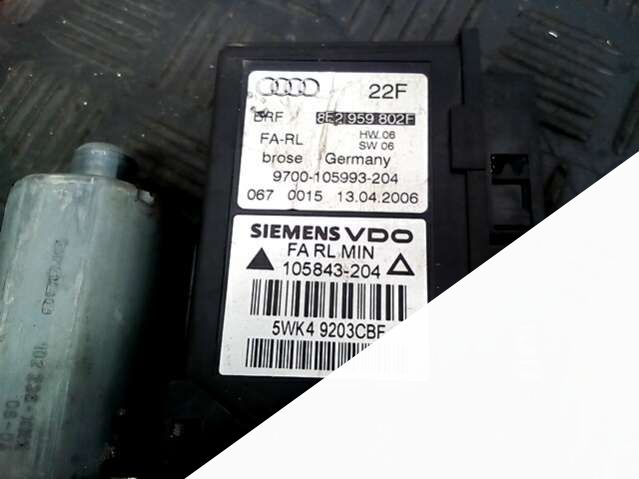 22F
BRF 8E2 959 802F
FA-RL HW 06
SW 06
brose Germany
9700-105993-204
067 0015 13.04.2006
SIEMENS VDO
FA RL MIN
105843-204
5WK4 9203CBF